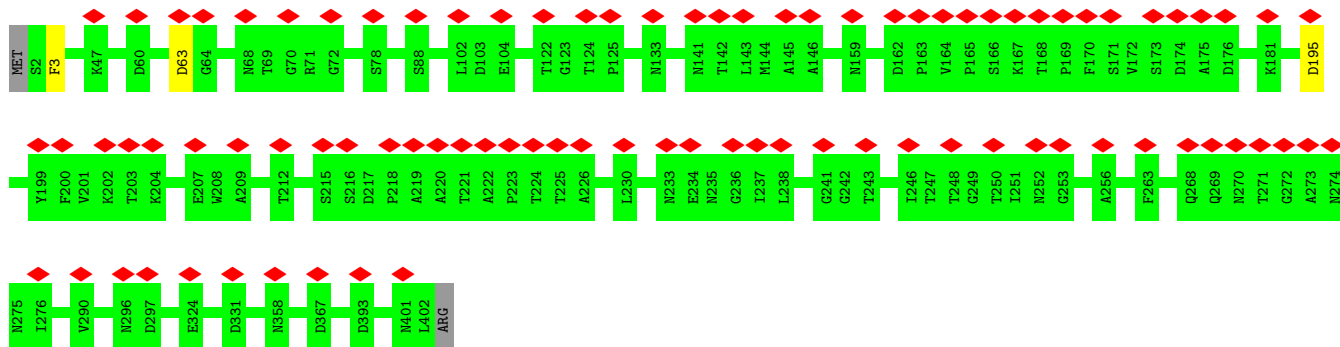 MET S2 F3 K47 D60 D63 G64 N68 T69 G70 R71 G72 S78 S88 L102 D103 E104 T122 G123 T124 P125 N133 N141 T142 L143 M144 A145 A146 N159 D162 P163 V164 P165 S166 K167 T168 P169 F170 S171 V172 S173 D174 A175 D176 K181 D195
Y199 F200 V201 K202 T203 K204 E207 W208 A209 T212 S215 S216 D217 P218 A219 A220 T221 A222 P223 T224 T225 A226 L230 N233 E234 N235 G236 I237 L238 G241 G242 T243 I246 T247 T248 G249 T250 I251 N252 G253 A256 F263 Q268 Q269 N270 T271 G272 A273 N274
N275 I276 V290 N296 D297 E324 D331 N358 D367 D393 N401 L402 ARG